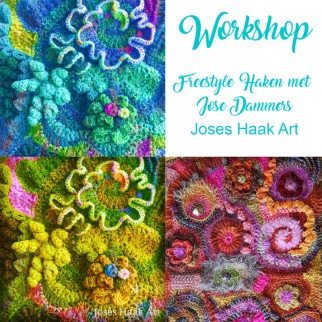 Workshop
Freestyle Haken met
Jose Dammers
Joses Haak Art
Joses Haak Art